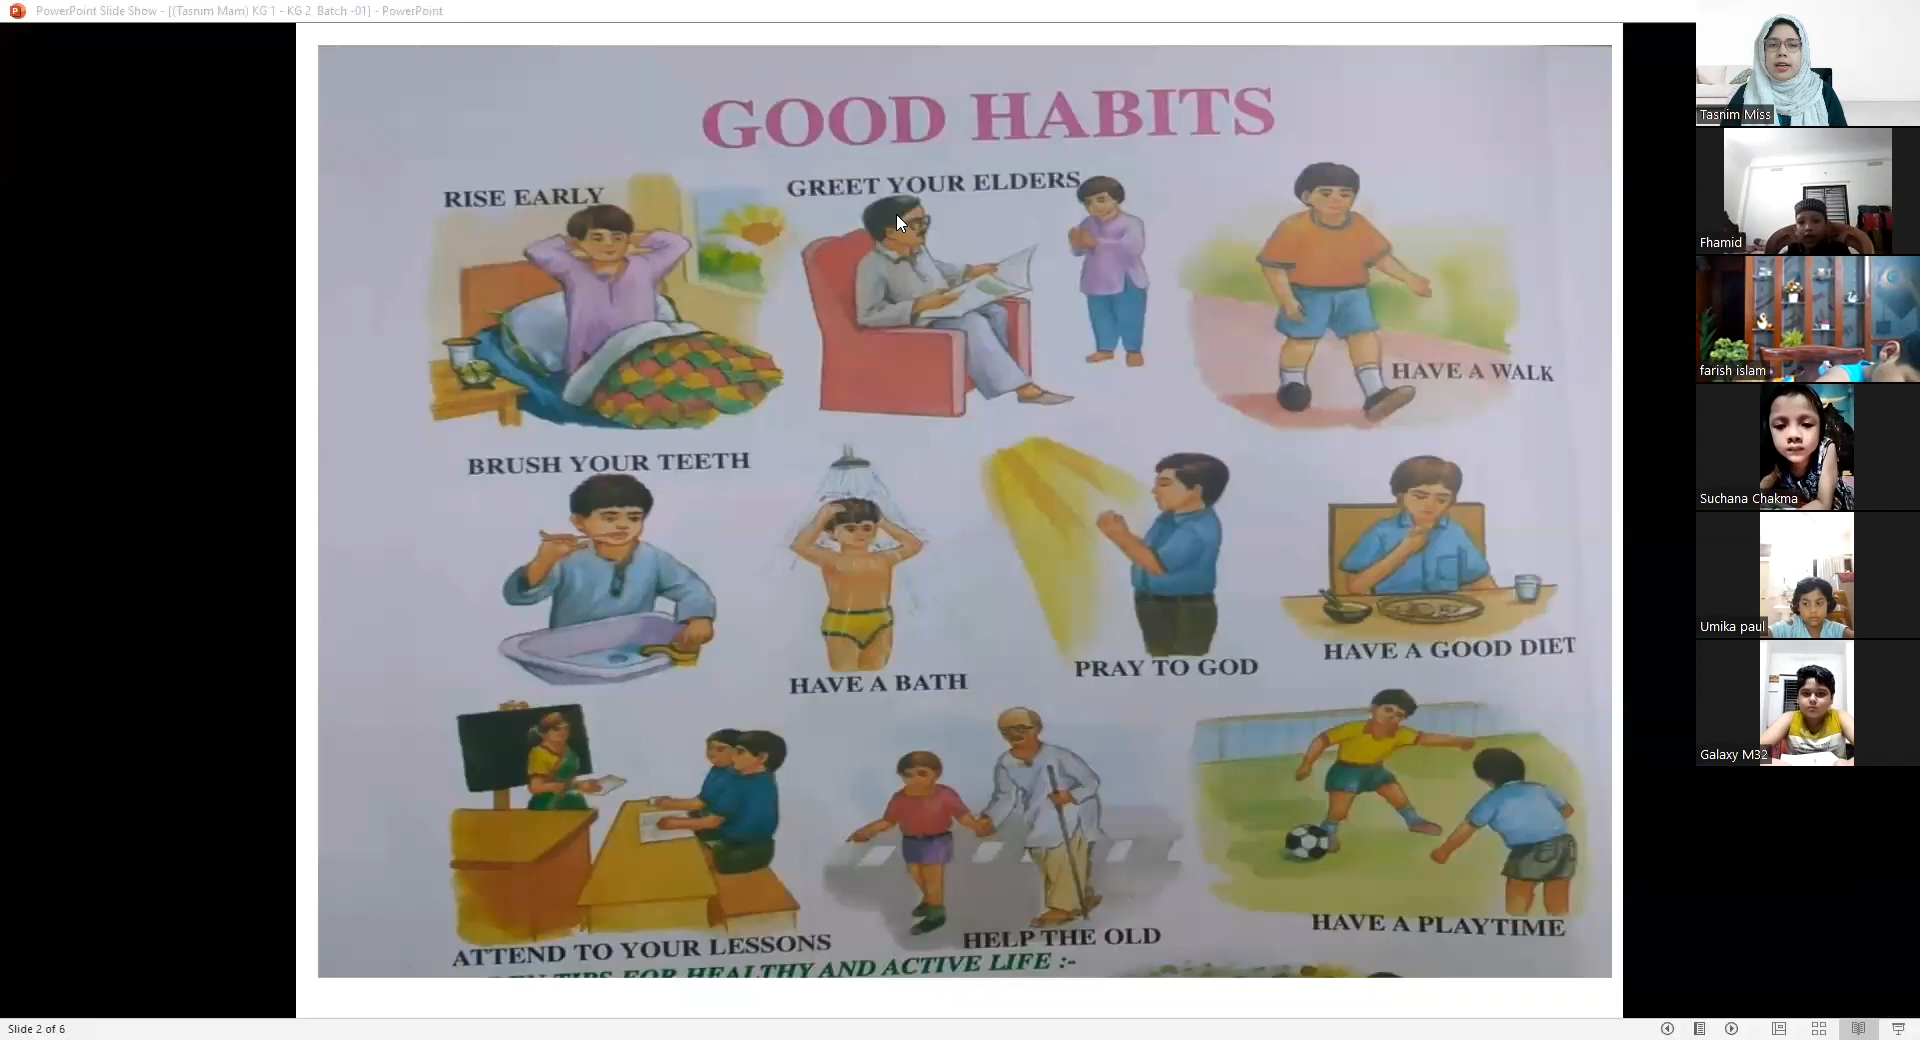 PowerPoint Slide Show - [(Tasnim Mam) KG 1 - KG 2 Batch -01] - PowerPoint
GOOD HABITS
RISE EARLY
GREET YOUR ELDERS
HAVE A WALK
BRUSH YOUR TEETH
HAVE A BATH
PRAY TO GOD
HAVE A GOOD DIET
ATTEND TO YOUR LESSONS
HELP THE OLD
HAVE A PLAYTIME
TIPS FOR HEALTHY AND ACTIVE LIFE :-
Tasnim Miss
Fhamid
farish islam
Suchana Chakma
Umika paul
Galaxy M32
Slide 2 of 6